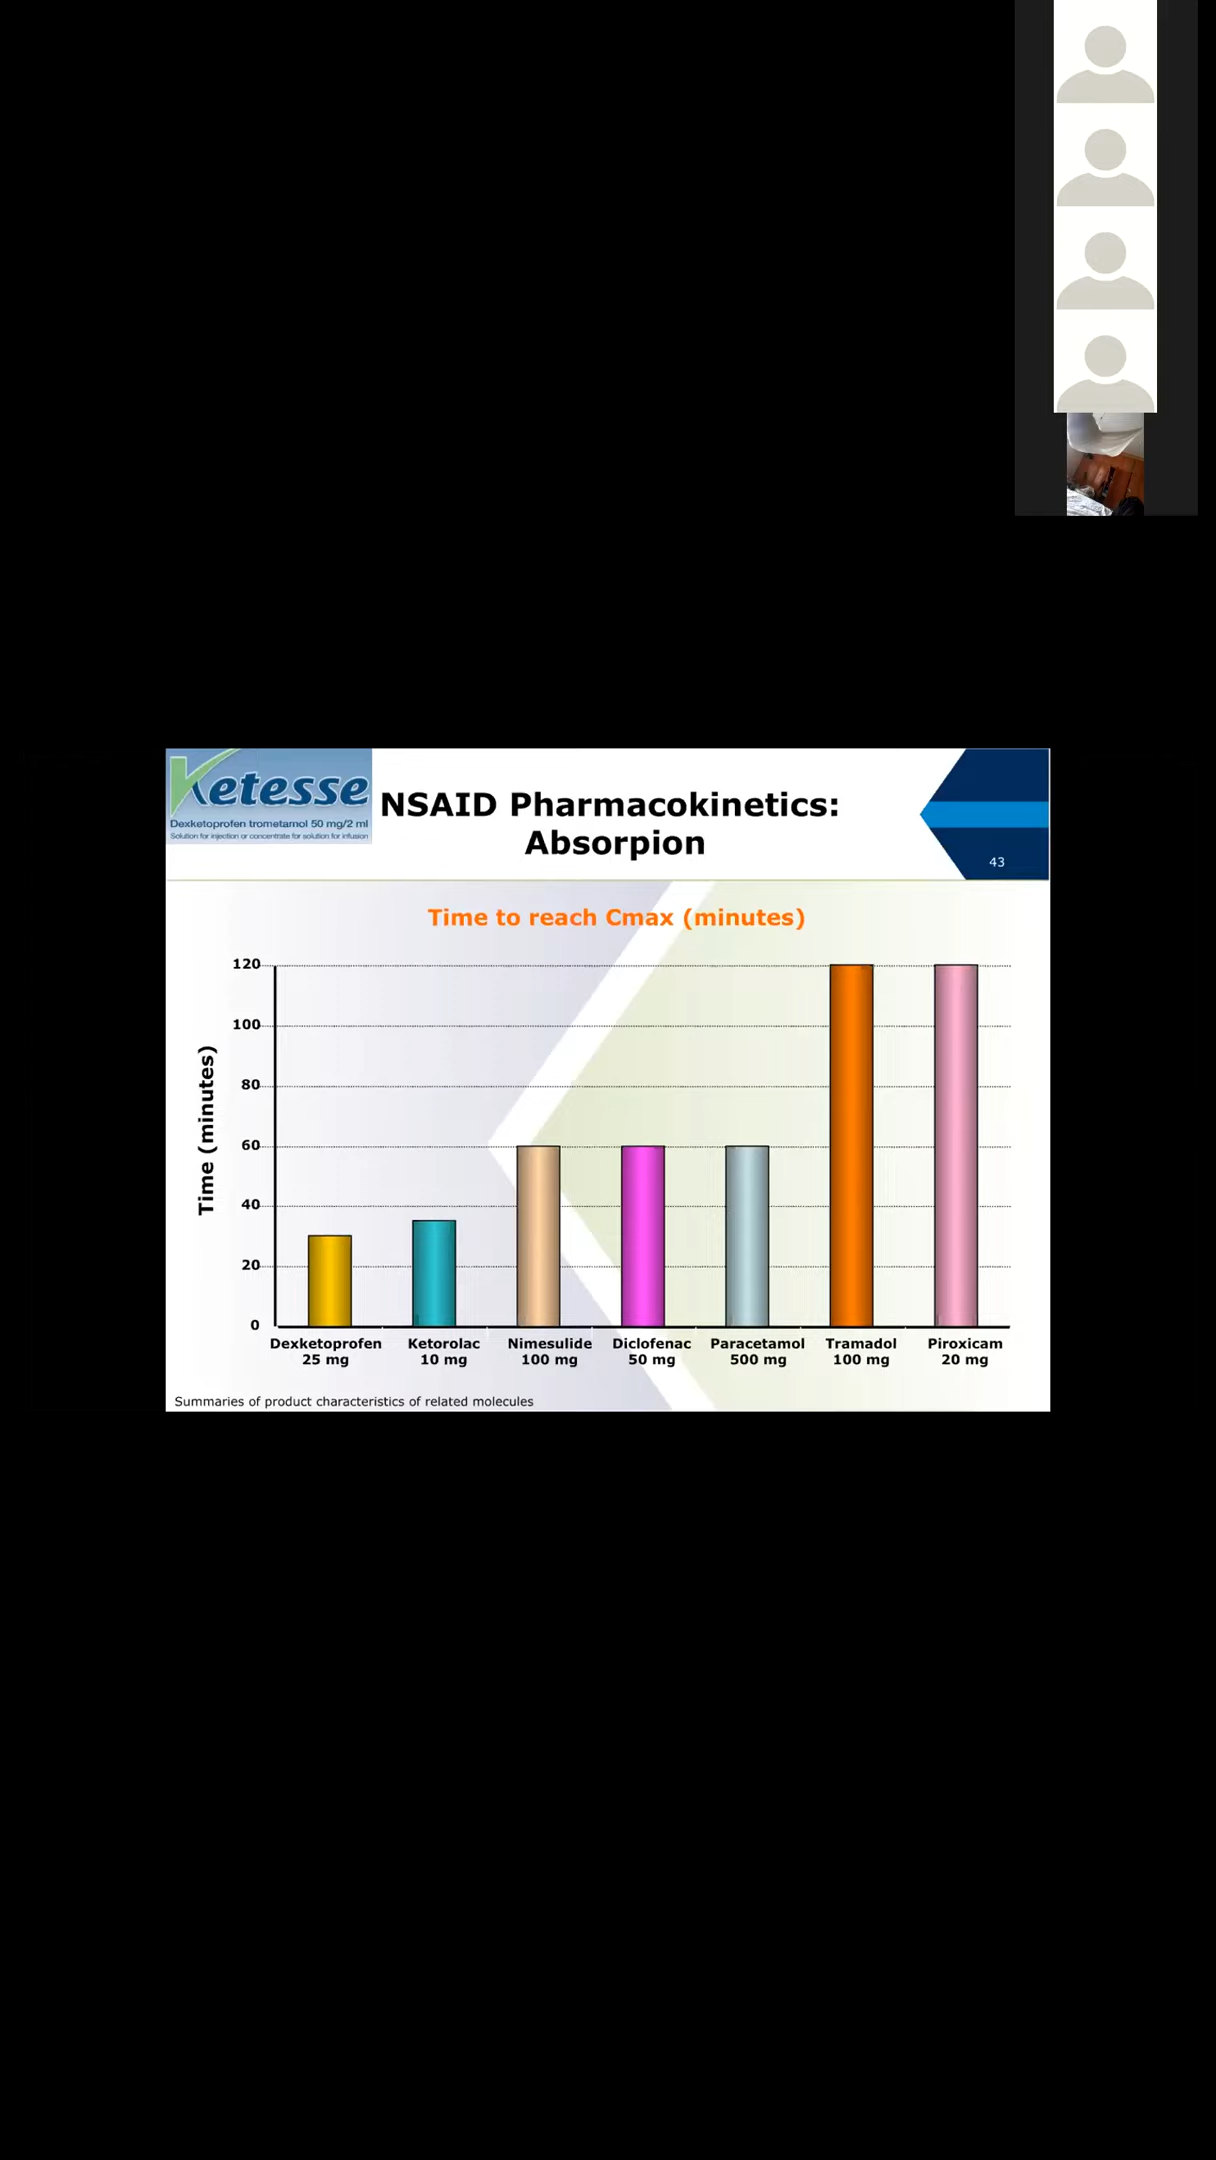 Ketesse
Dexketoprofen trometamol 50 mg/2 ml
Solution for injection or concentrate for solution for infusion
NSAID Pharmacokinetics:
Absorpion
43
Time to reach Cmax (minutes)
Time (minutes)
120
100
80
60
40
20
0
Dexketoprofen 25 mg
Ketorolac 10 mg
Nimesulide 100 mg
Diclofenac 50 mg
Paracetamol 500 mg
Tramadol 100 mg
Piroxicam 20 mg
Summaries of product characteristics of related molecules